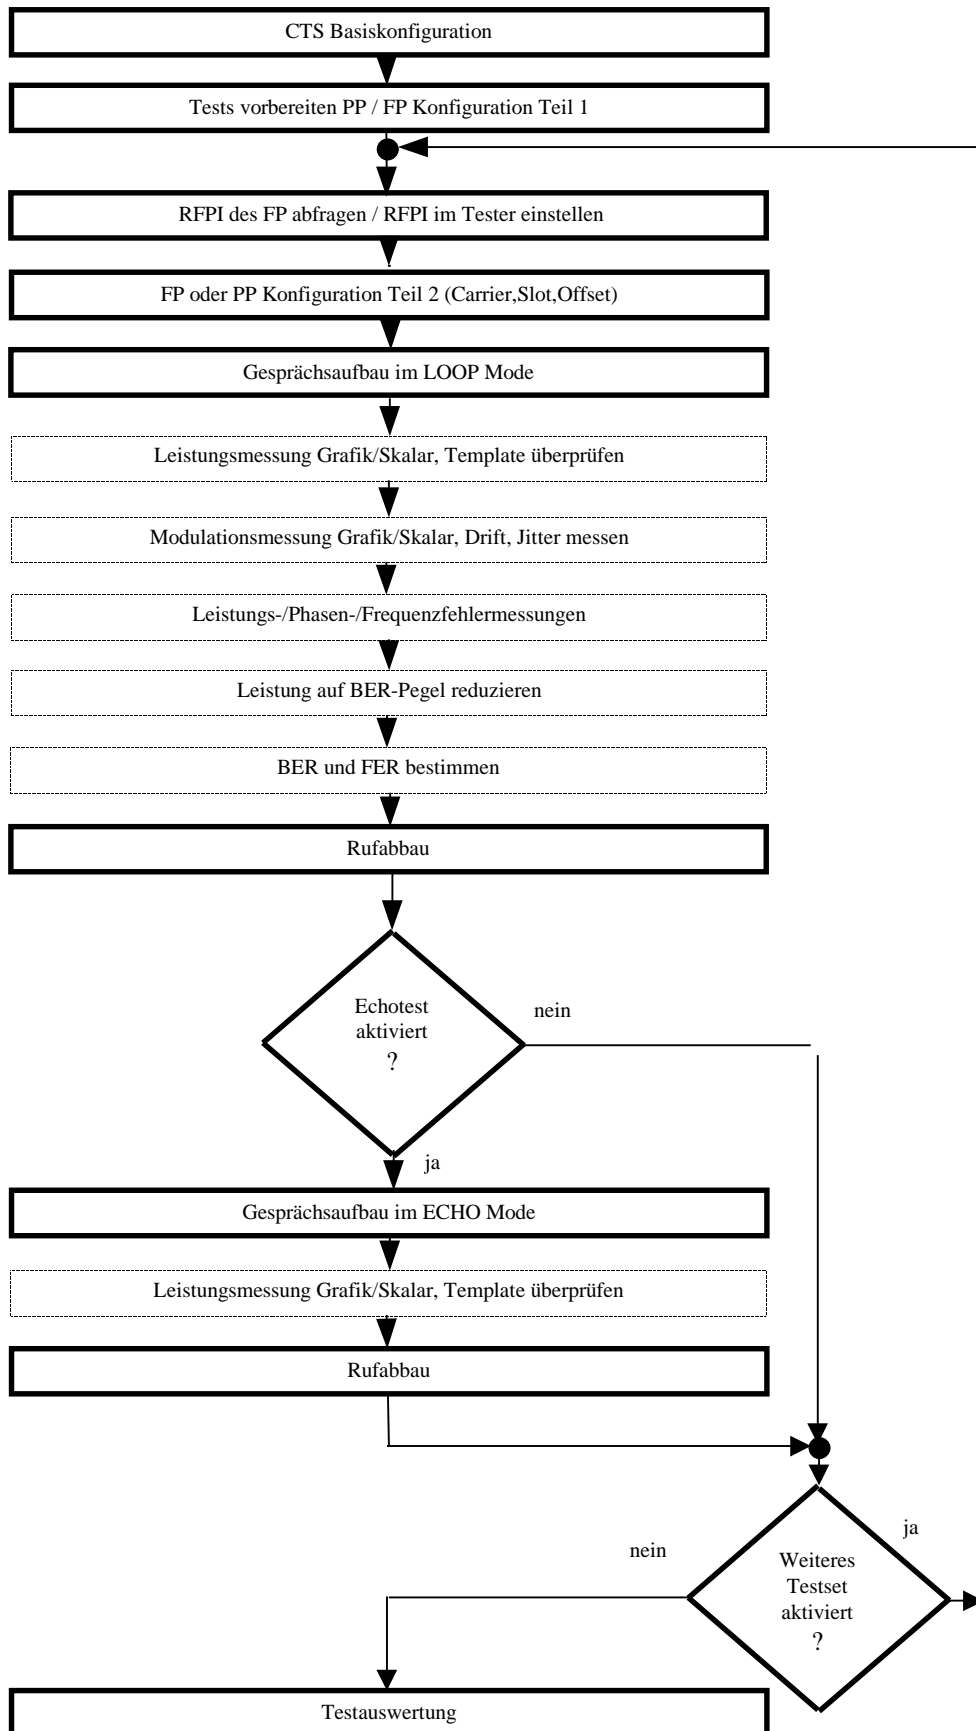 CTS Basiskonfiguration
Tests vorbereiten PP / FP Konfiguration Teil 1
RFPI des FP abfragen / RFPI im Tester einstellen
FP oder PP Konfiguration Teil 2 (Carrier,Slot,Offset)
Gesprächsaufbau im LOOP Mode
Leistungsmessung Grafik/Skalar, Template überprüfen
Modulationsmessung Grafik/Skalar, Drift, Jitter messen
Leistungs-/Phasen-/Frequenzfehlermessungen
Leistung auf BER-Pegel reduzieren
BER und FER bestimmen
Rufabbau
Echotest
aktiviert
?
nein
ja
Gesprächsaufbau im ECHO Mode
Leistungsmessung Grafik/Skalar, Template überprüfen
Rufabbau
nein
ja
Weiteres
Testset
aktiviert
?
Testauswertung